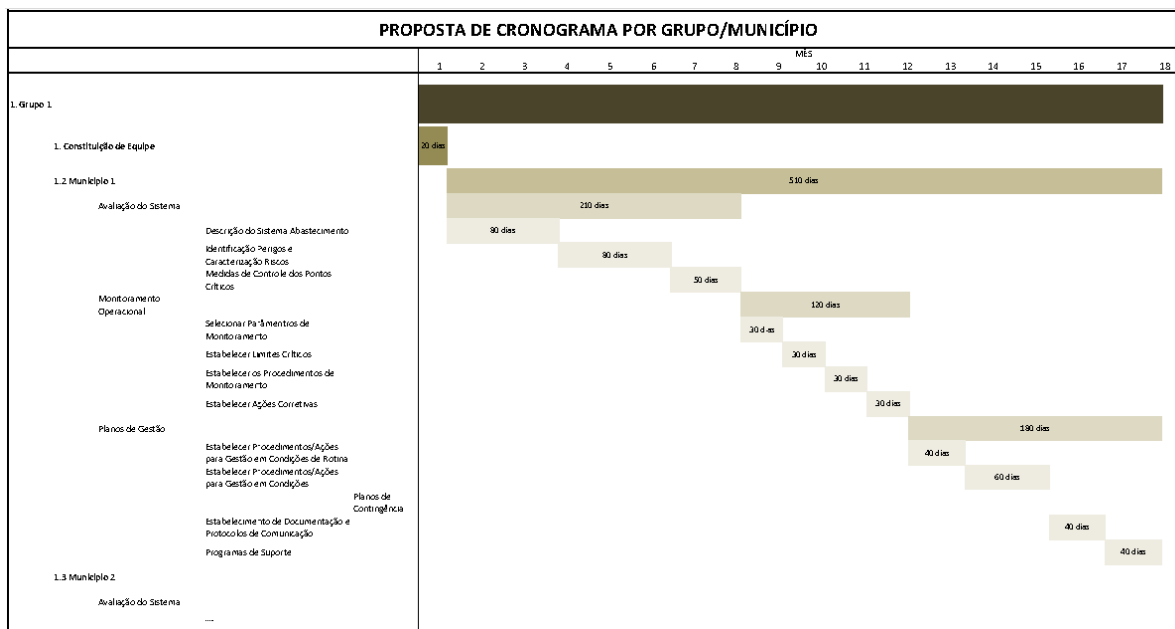 PROPOSTA DE CRONOGRAMA POR GRUPO/MUNICÍPIO
MÊS
1 2 3 4 5 6 7 8 9 10 11 12 13 14 15 16 17 18
1. Grupo 1
1. Constituição de Equipe 20 dias
1.2 Município 1 510 dias
Avaliação do Sistema 210 dias
Descrição do Sistema Abastecimento 80 dias
Identificação Perigos e
Caracterização Riscos 80 dias
Medidas de Controle dos Pontos
Críticos 50 dias
Monitoramento
Operacional 120 dias
Selecionar Parâmentros de
Monitoramento 30 dias
Estabelecer Limites Críticos 30 dias
Estabelecer os Procedimentos de
Monitoramento 30 dias
Estabelecer Ações Corretivas 30 dias
Planos de Gestão 180 dias
Estabelecer Procedimentos/Ações
para Gestão em Condições de Rotina 40 dias
Estabelecer Procedimentos/Ações
para Gestão em Condições 60 dias
Planos de
Contingência
Estabelecimento de Documentação e
Protocolos de Comunicação 40 dias
Programas de Suporte 40 dias
1.3 Município 2
Avaliação do Sistema
...